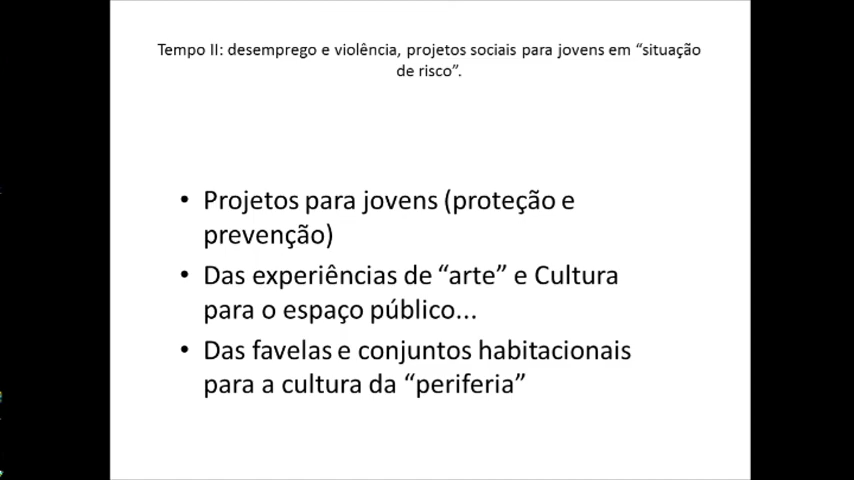 Tempo II: desemprego e violência, projetos sociais para jovens em “situação
de risco”.
• Projetos para jovens (proteção e
prevenção)
• Das experiências de “arte” e Cultura
para o espaço público...
• Das favelas e conjuntos habitacionais
para a cultura da “periferia”